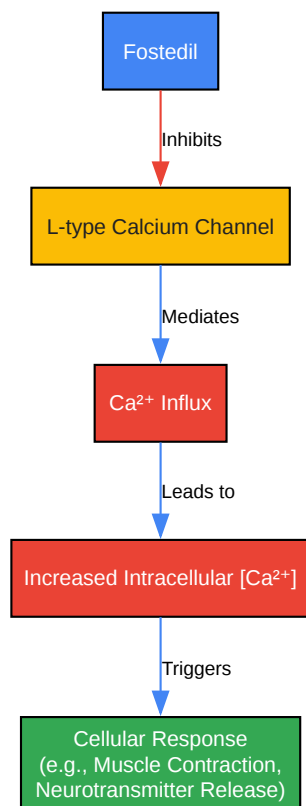 Fostedil
Inhibits
L-type Calcium Channel
Mediates
Ca²⁺ Influx
Leads to
Increased Intracellular [Ca²⁺]
Triggers
Cellular Response
(e.g., Muscle Contraction,
Neurotransmitter Release)